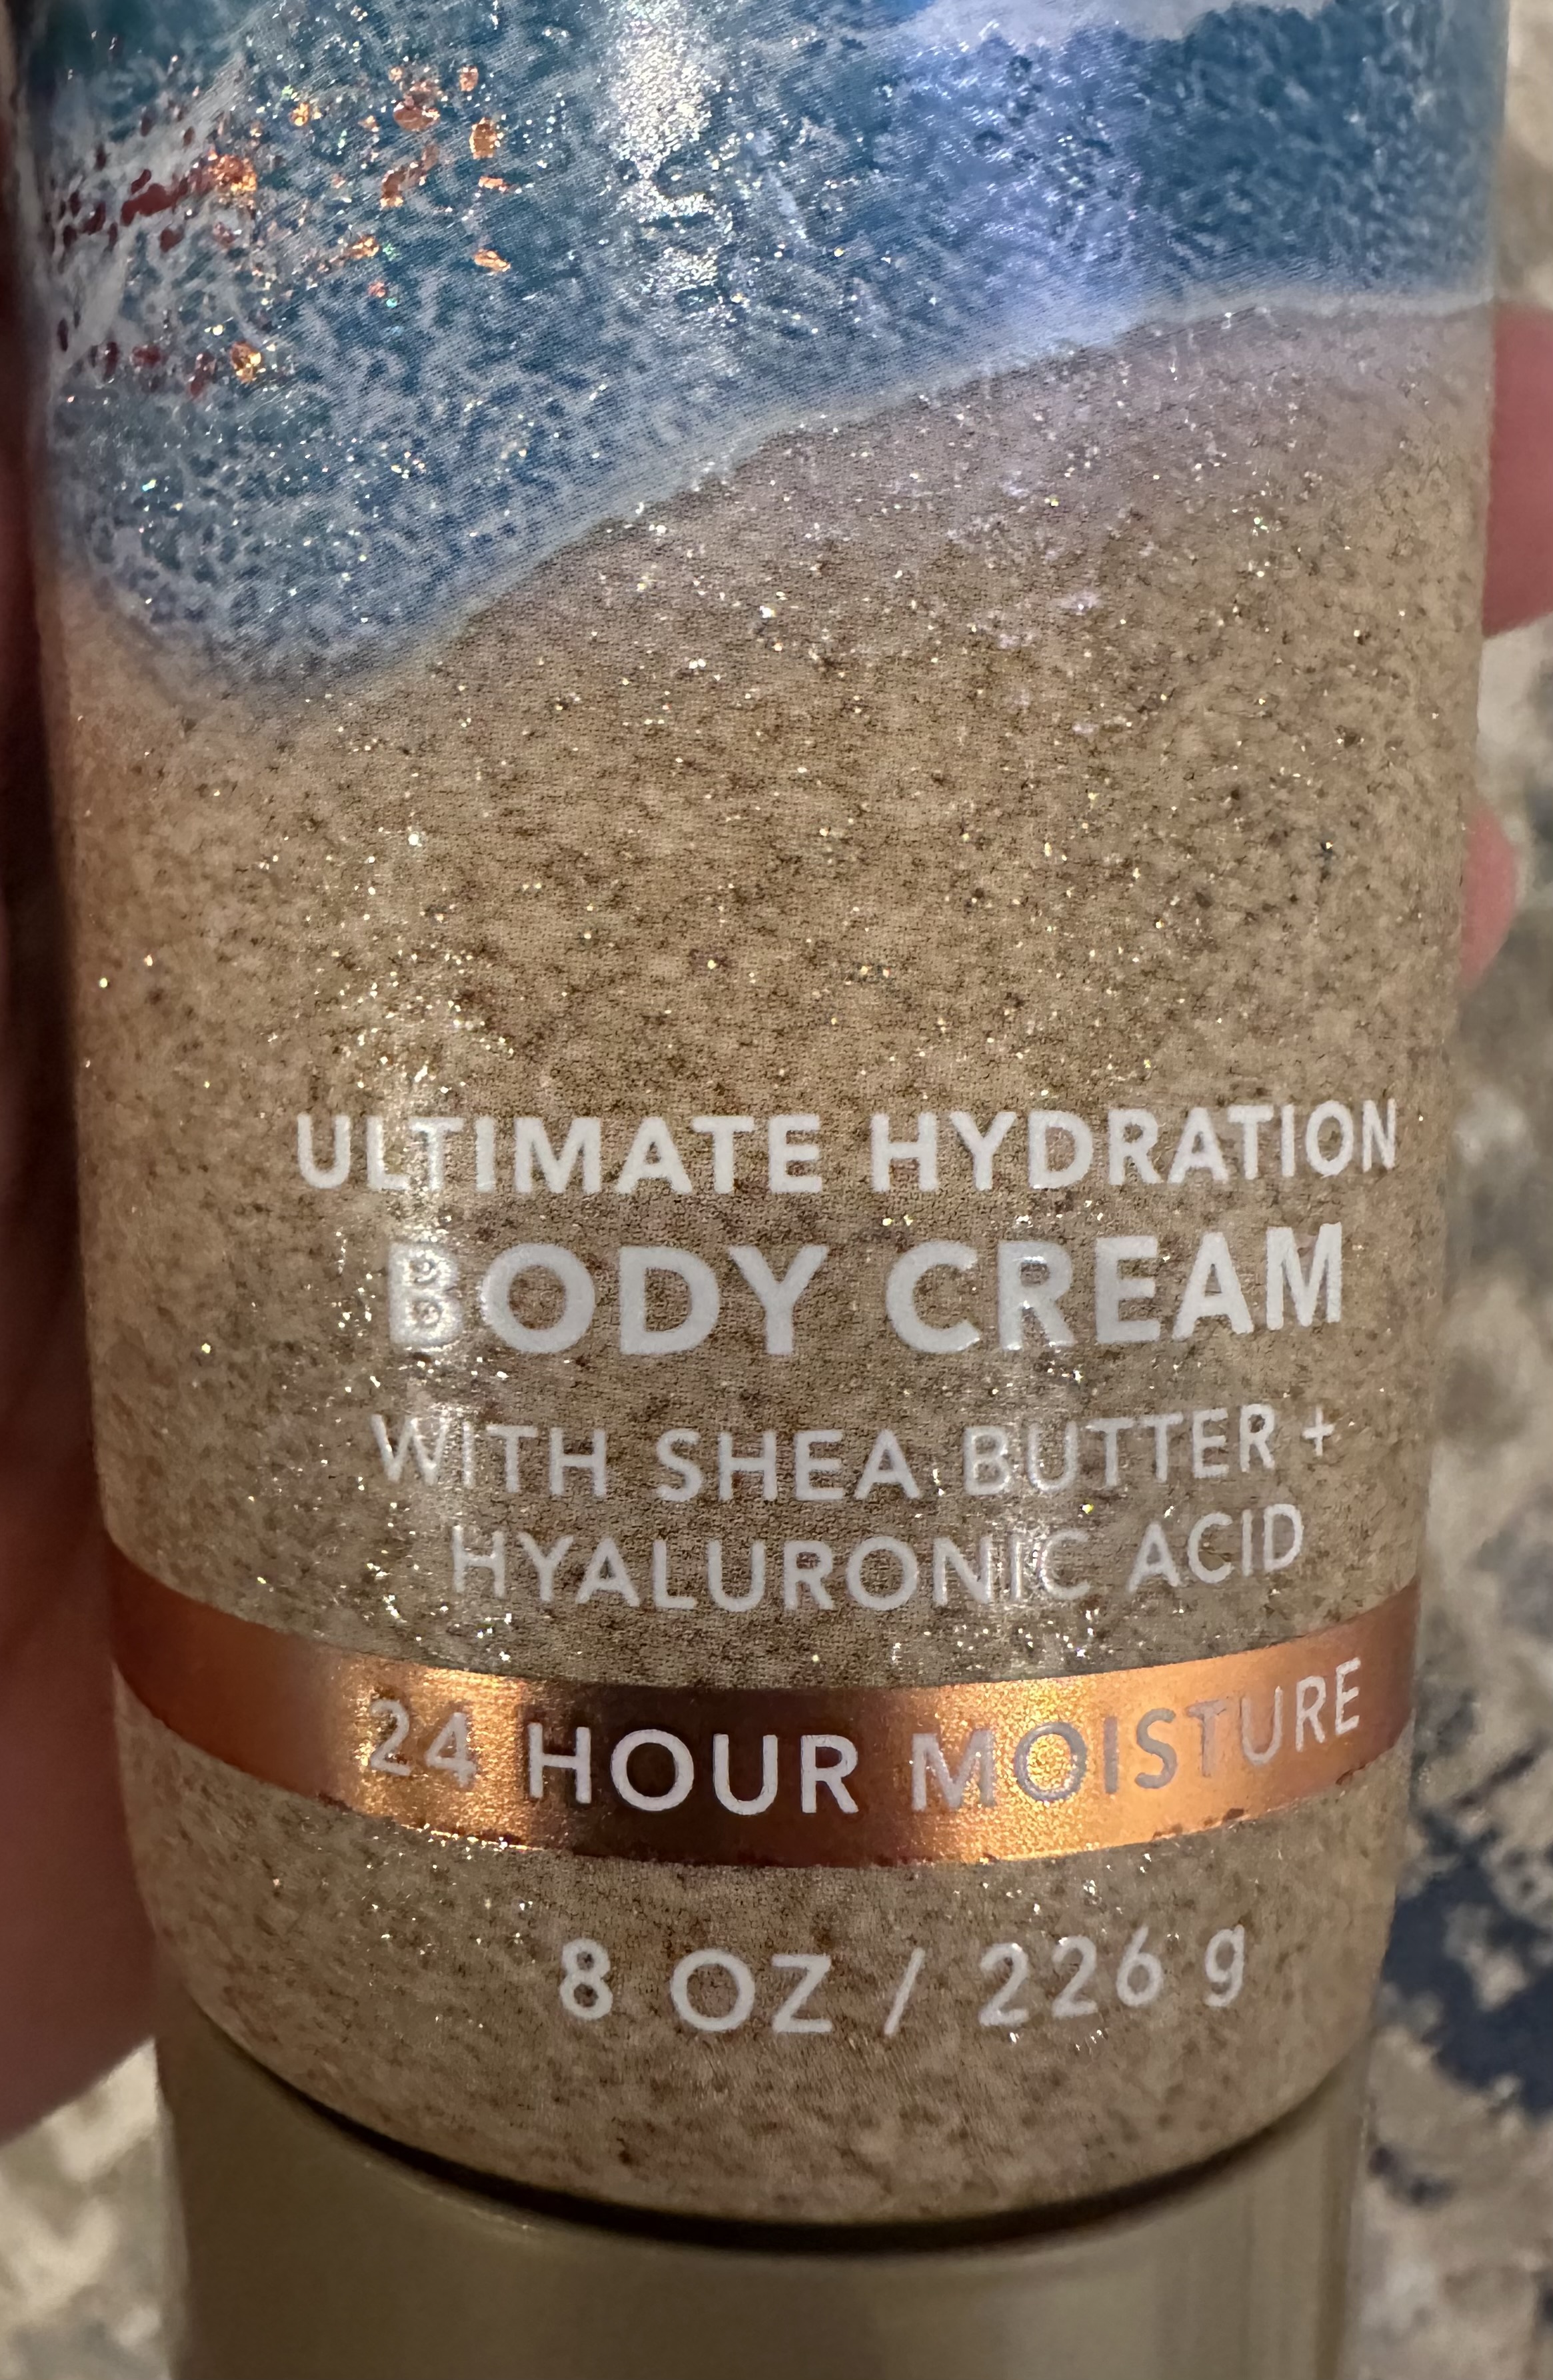 ULTIMATE HYDRATION
BODY CREAM
WITH SHEA BUTTER +
HYALURONIC ACID
24 HOUR MOISTURE
8 OZ / 226 g